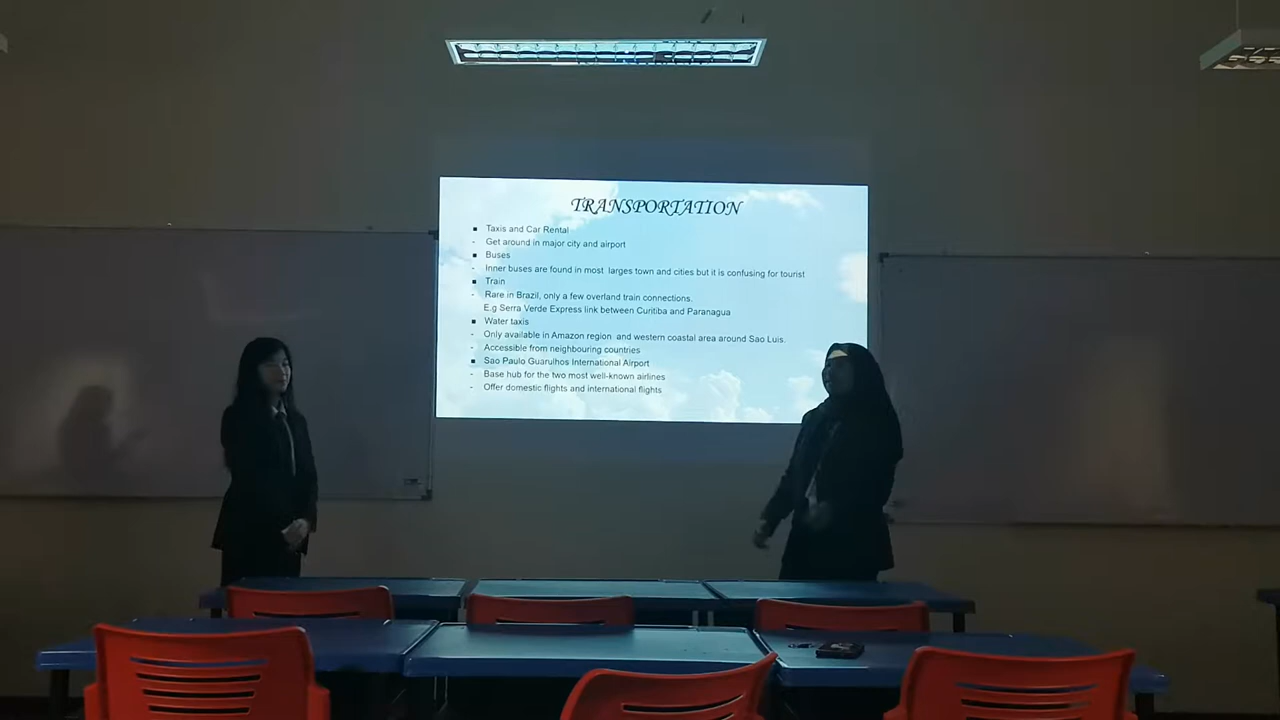 TRANSPORTATION
▪ Taxis and Car Rental
- Get around in major city and airport
▪ Buses
- Inner buses are found in most larges town and cities but it is confusing for tourist
▪ Train
- Rare in Brazil, only a few overland train connections.
E.g Serra Verde Express link between Curitiba and Paranagua
▪ Water taxis
- Only available in Amazon region and western coastal area around Sao Luis.
- Accessible from neighbouring countries
▪ Sao Paulo Guarulhos International Airport
- Base hub for the two most well-known airlines
- Offer domestic flights and international flights